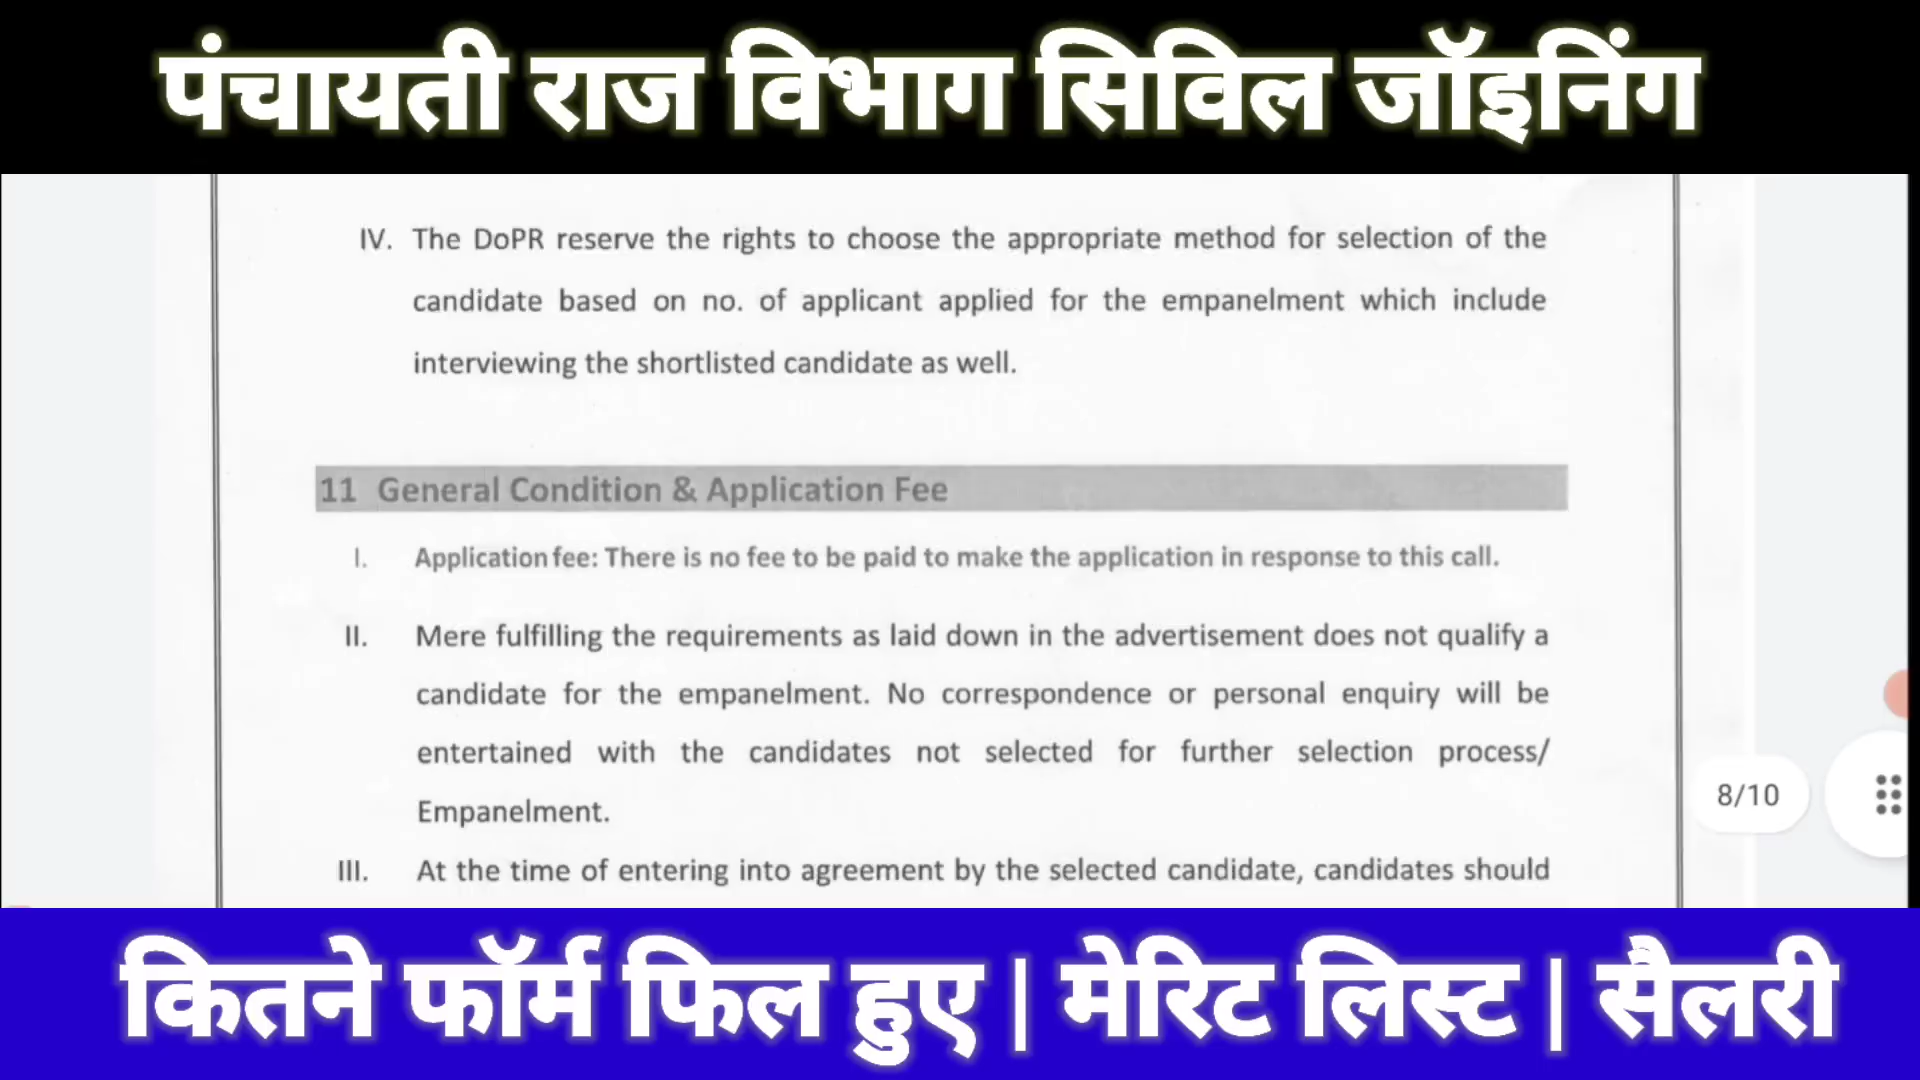 पंचायती राज विभाग सिविल जॉइनिंग
IV. The DoPR reserve the rights to choose the appropriate method for selection of the
candidate based on no. of applicant applied for the empanelment which include
interviewing the shortlisted candidate as well.
11 General Condition & Application Fee
I. Application fee: There is no fee to be paid to make the application in response to this call.
II. Mere fulfilling the requirements as laid down in the advertisement does not qualify a
candidate for the empanelment. No correspondence or personal enquiry will be
entertained with the candidates not selected for further selection process/
Empanelment.
8/10
III. At the time of entering into agreement by the selected candidate, candidates should
कितने फॉर्म फिल हुए | मेरिट लिस्ट | सैलरी